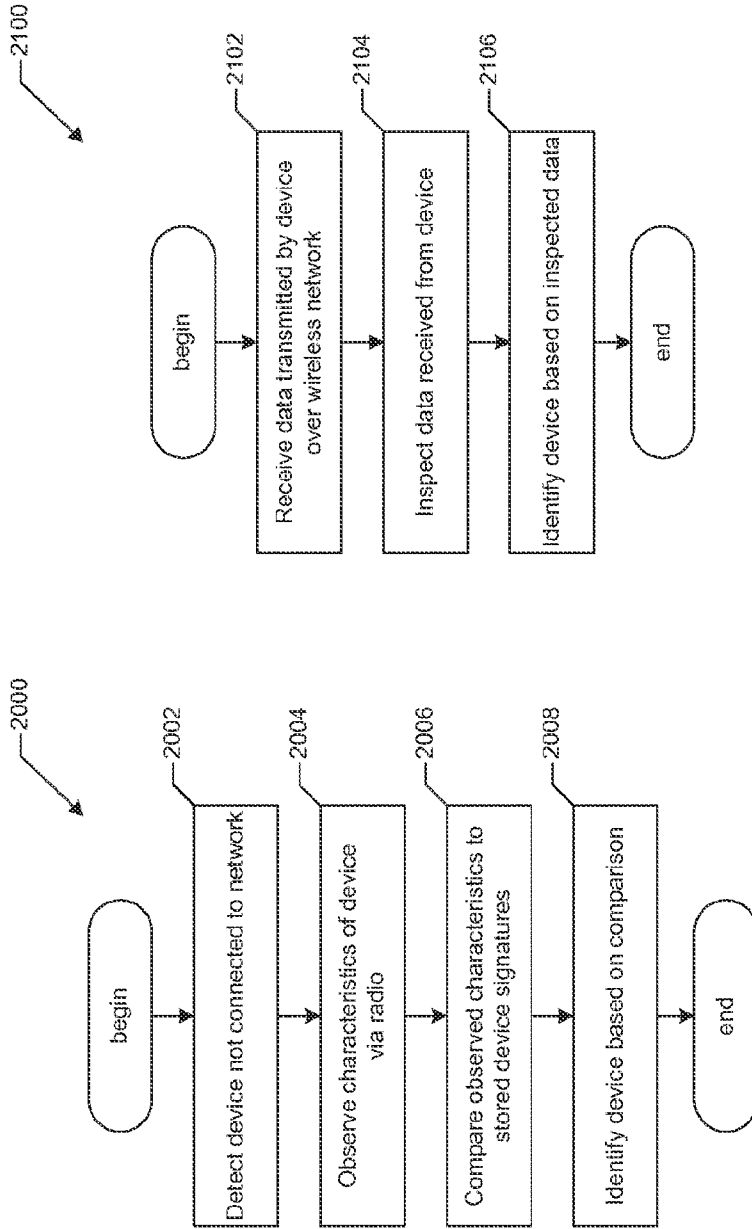 2000
begin
Detect device not connected to network
2002
Observe characteristics of device
via radio
2004
Compare observed characteristics to
stored device signatures
2006
Identify device based on comparison
2008
end
2100
begin
Receive data transmitted by device
over wireless network
2102
Inspect data received from device
2104
Identify device based on inspected data
2106
end